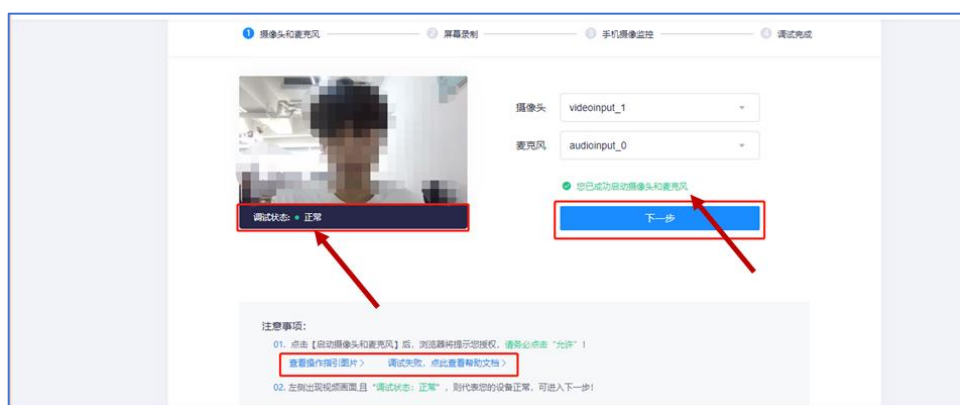 1 摄像头和麦克风 2 屏幕录制 3 手机摄像监控 4 调试完成
摄像头 videoinput_1
麦克风 audioinput_0
您已成功启动摄像头和麦克风
调试状态: 正常
下一步
注意事项:
01. 点击【启动摄像头和麦克风】后, 浏览器将提示您授权, 请务必点击 "允许" !
查看操作指引图片 > 调试失败, 点此查看帮助文档 >
02. 左侧出现视频画面,且 "调试状态: 正常" , 则代表您的设备正常, 可进入下一步!